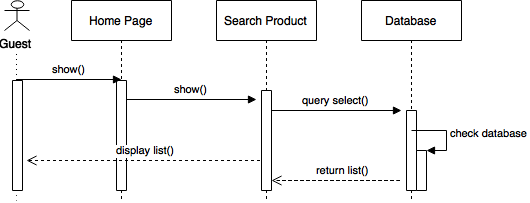 Home Page
Search Product
Database
Guest
show()
show()
query select()
check database
display list()
return list()